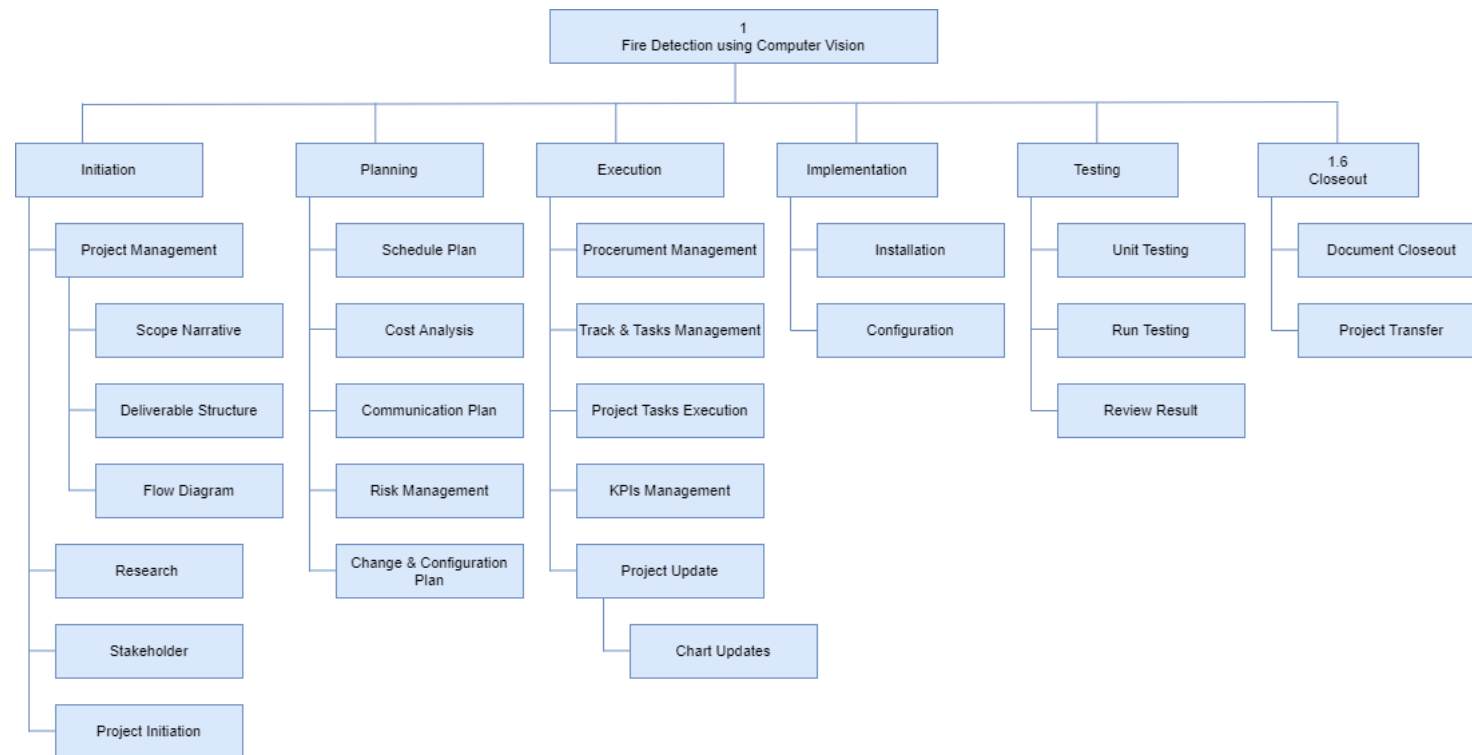 1
Fire Detection using Computer Vision
Initiation
Planning
Execution
Implementation
Testing
1.6
Closeout
Project Management
Schedule Plan
Procerument Management
Installation
Unit Testing
Document Closeout
Scope Narrative
Cost Analysis
Track & Tasks Management
Configuration
Run Testing
Project Transfer
Deliverable Structure
Communication Plan
Project Tasks Execution
Review Result
Flow Diagram
Risk Management
KPIs Management
Research
Change & Configuration
Plan
Project Update
Stakeholder
Chart Updates
Project Initiation